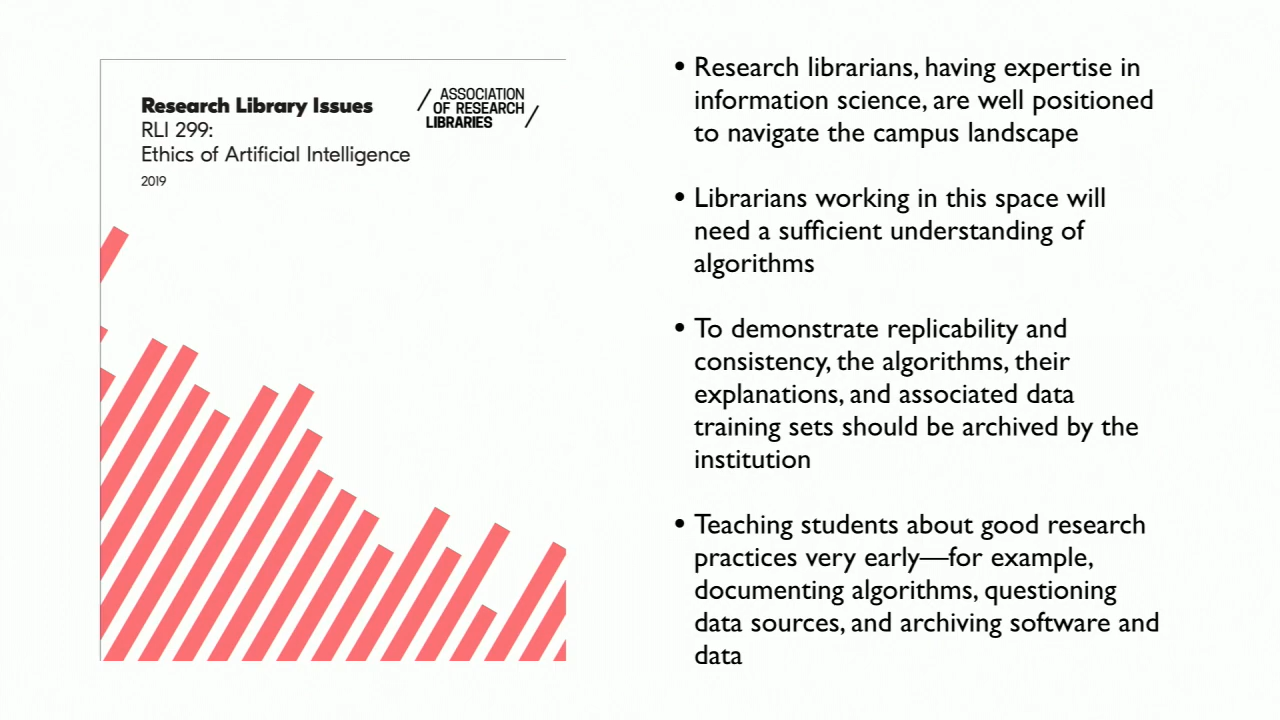 Research Library Issues
RLI 299:
Ethics of Artificial Intelligence
2019
ASSOCIATION
OF RESEARCH
LIBRARIES
• Research librarians, having expertise in
information science, are well positioned
to navigate the campus landscape
• Librarians working in this space will
need a sufficient understanding of
algorithms
• To demonstrate replicability and
consistency, the algorithms, their
explanations, and associated data
training sets should be archived by the
institution
• Teaching students about good research
practices very early—for example,
documenting algorithms, questioning
data sources, and archiving software and
data